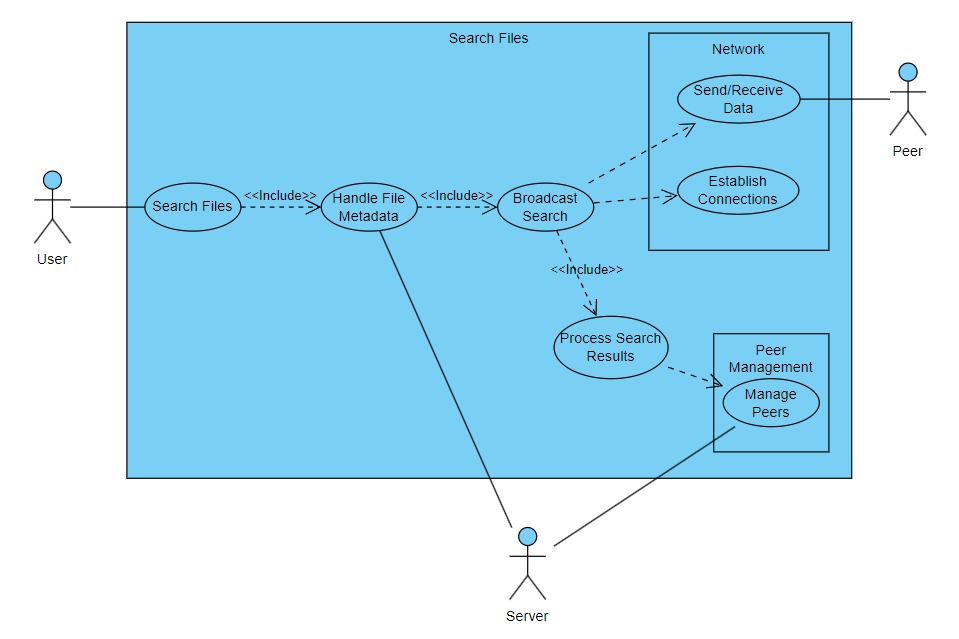 Search Files
Network
Send/Receive
Data
Peer
Establish
Connections
User
Search Files
<<Include>>
Handle File
Metadata
<<Include>>
Broadcast
Search
<<Include>>
Process Search
Results
Peer
Management
Manage
Peers
Server